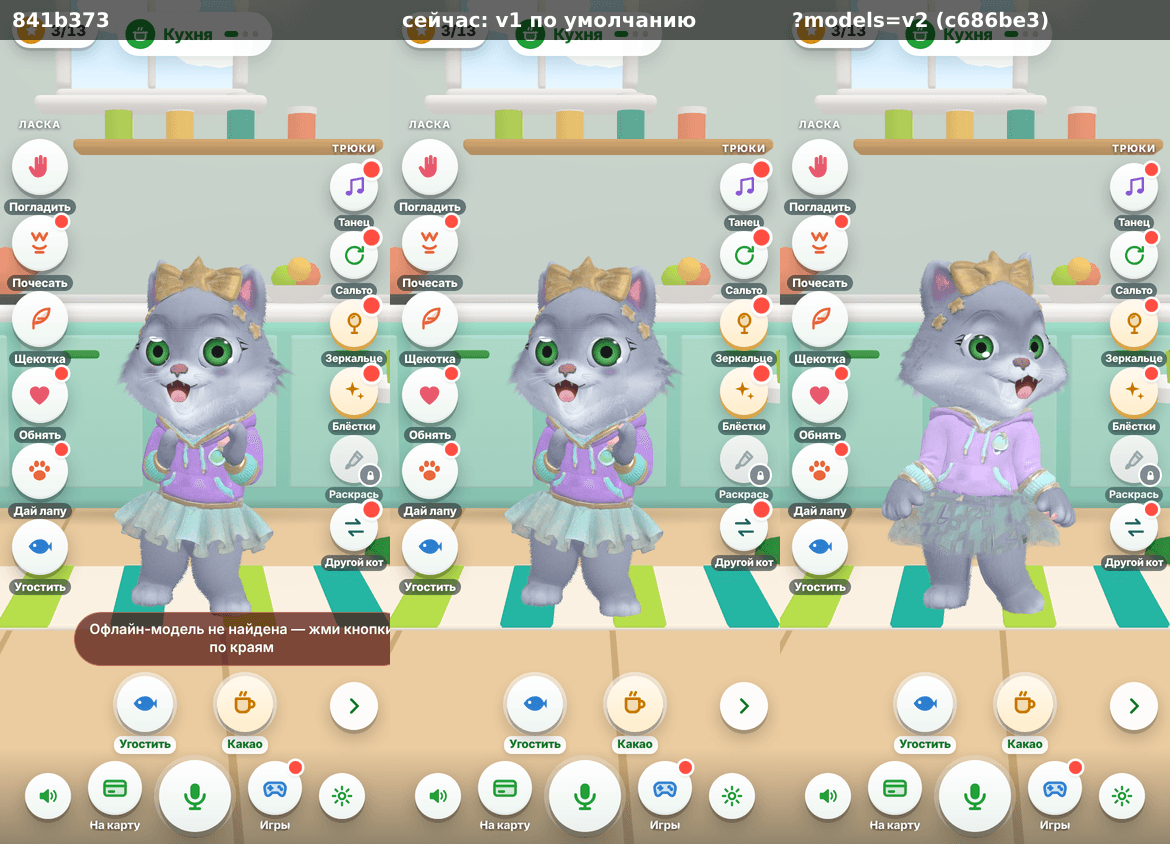 841b373
3/13
Кухня
ЛАСКА
ТРЮКИ
Погладить
Танец
Почесать
Сальто
Щекотка
Зеркальце
Обнять
Блёстки
Дай лапу
Раскрась
Угостить
Другой кот
Офлайн-модель не найдена — жми кнопки
по краям
Угостить
Какао
На карту
Игры
сейчас: v1 по умолчанию
3/13
Кухня
ЛАСКА
ТРЮКИ
Погладить
Танец
Почесать
Сальто
Щекотка
Зеркальце
Обнять
Блёстки
Дай лапу
Раскрась
Угостить
Другой кот
Угостить
Какао
На карту
Игры
?models=v2 (c686be3)
3/13
Кухня
ЛАСКА
ТРЮКИ
Погладить
Танец
Почесать
Сальто
Щекотка
Зеркальце
Обнять
Блёстки
Дай лапу
Раскрась
Угостить
Другой кот
Угостить
Какао
На карту
Игры